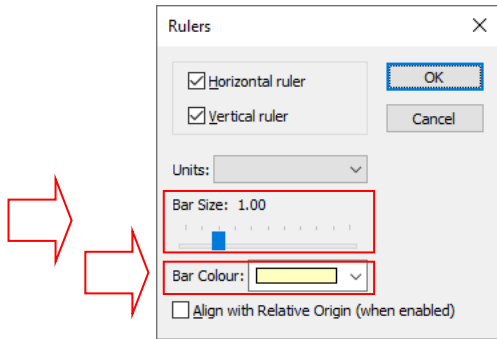 Rulers
Horizontal ruler
OK
Vertical ruler
Cancel
Units:
Bar Size: 1.00
Bar Colour:
Align with Relative Origin (when enabled)